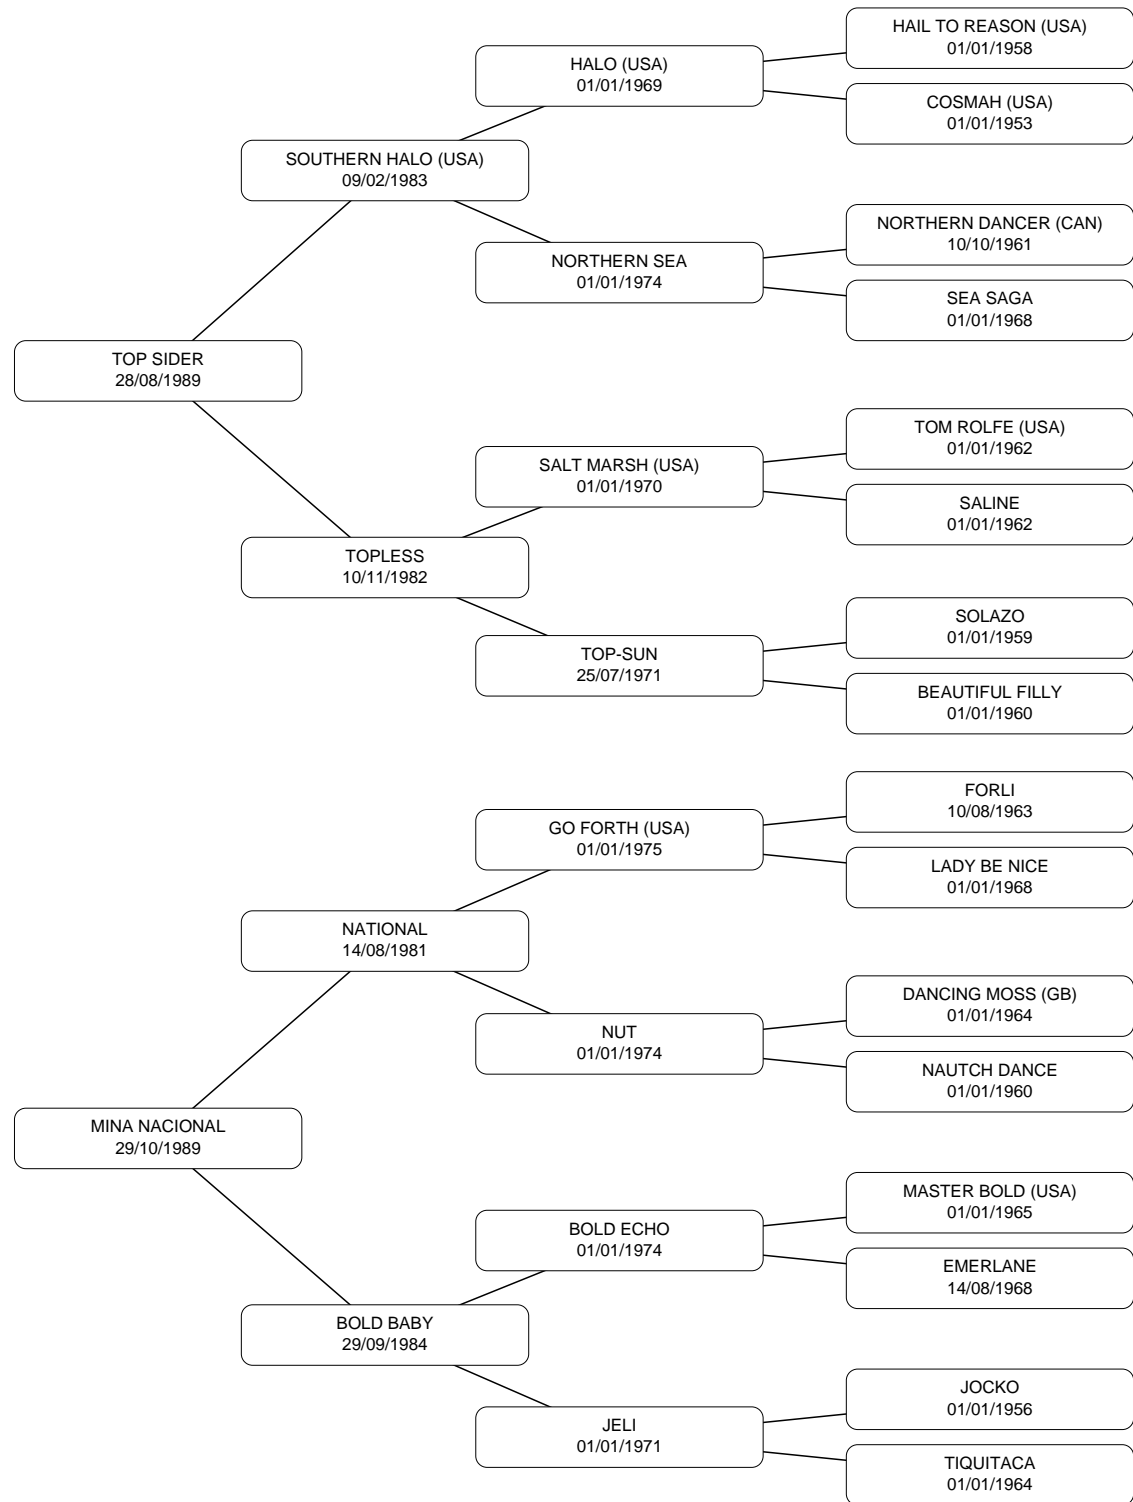 HAIL TO REASON (USA)
01/01/1958
HALO (USA)
01/01/1969
COSMAH (USA)
01/01/1953
SOUTHERN HALO (USA)
09/02/1983
NORTHERN DANCER (CAN)
10/10/1961
NORTHERN SEA
01/01/1974
SEA SAGA
01/01/1968
TOP SIDER
28/08/1989
TOM ROLFE (USA)
01/01/1962
SALT MARSH (USA)
01/01/1970
SALINE
01/01/1962
TOPLESS
10/11/1982
SOLAZO
01/01/1959
TOP-SUN
25/07/1971
BEAUTIFUL FILLY
01/01/1960
FORLI
10/08/1963
GO FORTH (USA)
01/01/1975
LADY BE NICE
01/01/1968
NATIONAL
14/08/1981
DANCING MOSS (GB)
01/01/1964
NUT
01/01/1974
NAUTCH DANCE
01/01/1960
MINA NACIONAL
29/10/1989
MASTER BOLD (USA)
01/01/1965
BOLD ECHO
01/01/1974
EMERLANE
14/08/1968
BOLD BABY
29/09/1984
JOCKO
01/01/1956
JELI
01/01/1971
TIQUITACA
01/01/1964